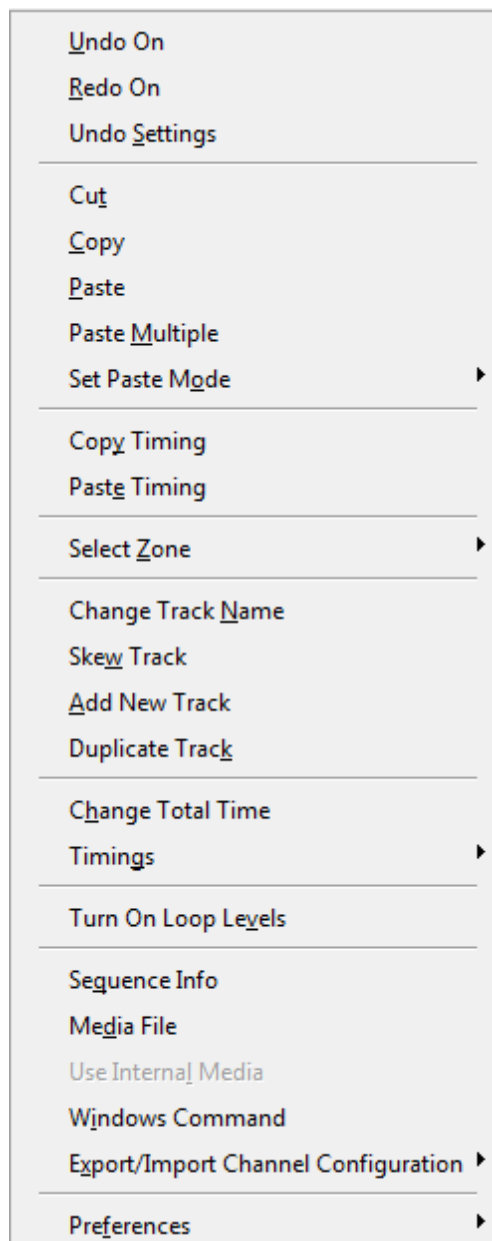 Undo On
Redo On
Undo Settings
Cut
Copy
Paste
Paste Multiple
Set Paste Mode
Copy Timing
Paste Timing
Select Zone
Change Track Name
Skew Track
Add New Track
Duplicate Track
Change Total Time
Timings
Turn On Loop Levels
Sequence Info
Media File
Use Internal Media
Windows Command
Export/Import Channel Configuration
Preferences